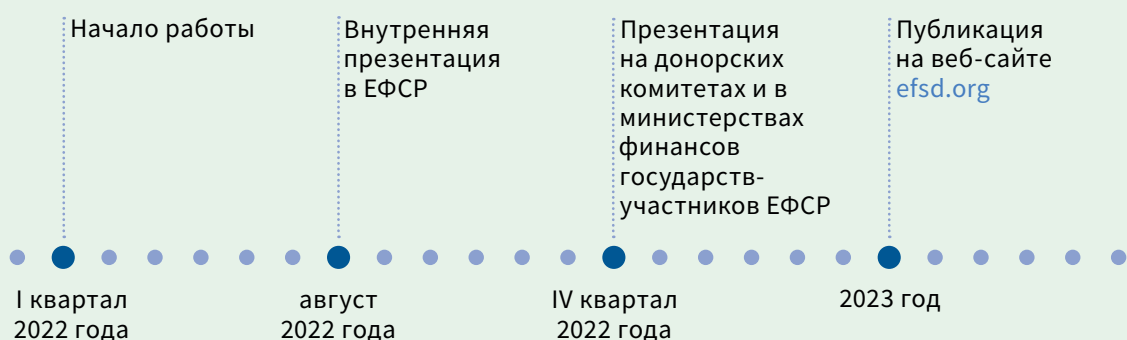 Начало работы
Внутренняя
презентация
в ЕФСР
Презентация
на донорских
комитетах и в
министерствах
финансов
государств-
участников ЕФСР
Публикация
на веб-сайте
efsd.org
I квартал
2022 года
август
2022 года
IV квартал
2022 года
2023 год